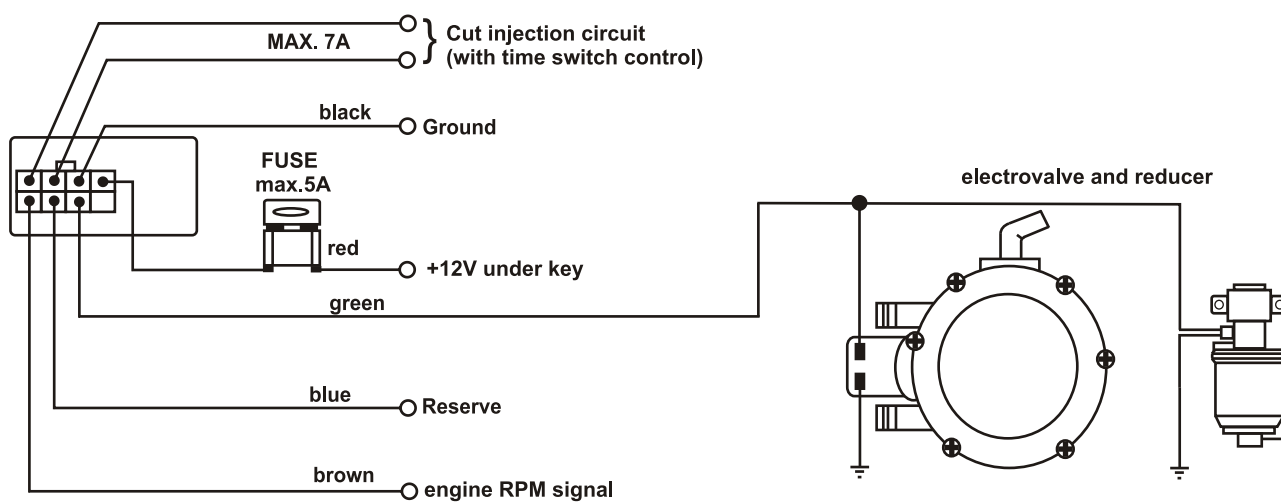 MAX. 7A
Cut injection circuit
(with time switch control)
black
Ground
FUSE
max.5A
electrovalve and reducer
red
+12V under key
green
blue
Reserve
brown
engine RPM signal